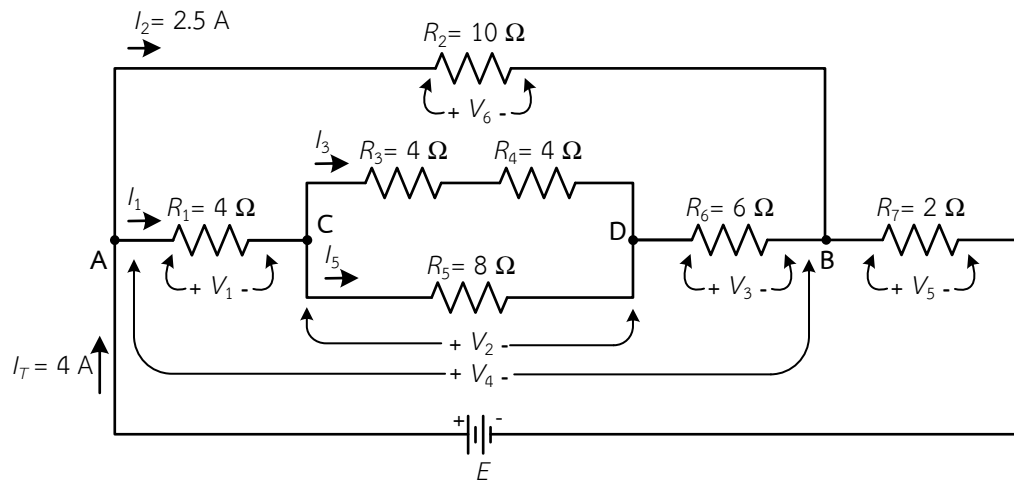 I₂= 2.5 A
R₂= 10 Ω
+ V₆ -
I₃
R₃= 4 Ω
R₄= 4 Ω
I₁
R₁= 4 Ω
C
D
R₆= 6 Ω
R₇= 2 Ω
A
I₅
R₅= 8 Ω
B
+ V₁ -
+ V₃ -
+ V₅ -
+ V₂ -
I_T = 4 A
+ V₄ -
+ -
E